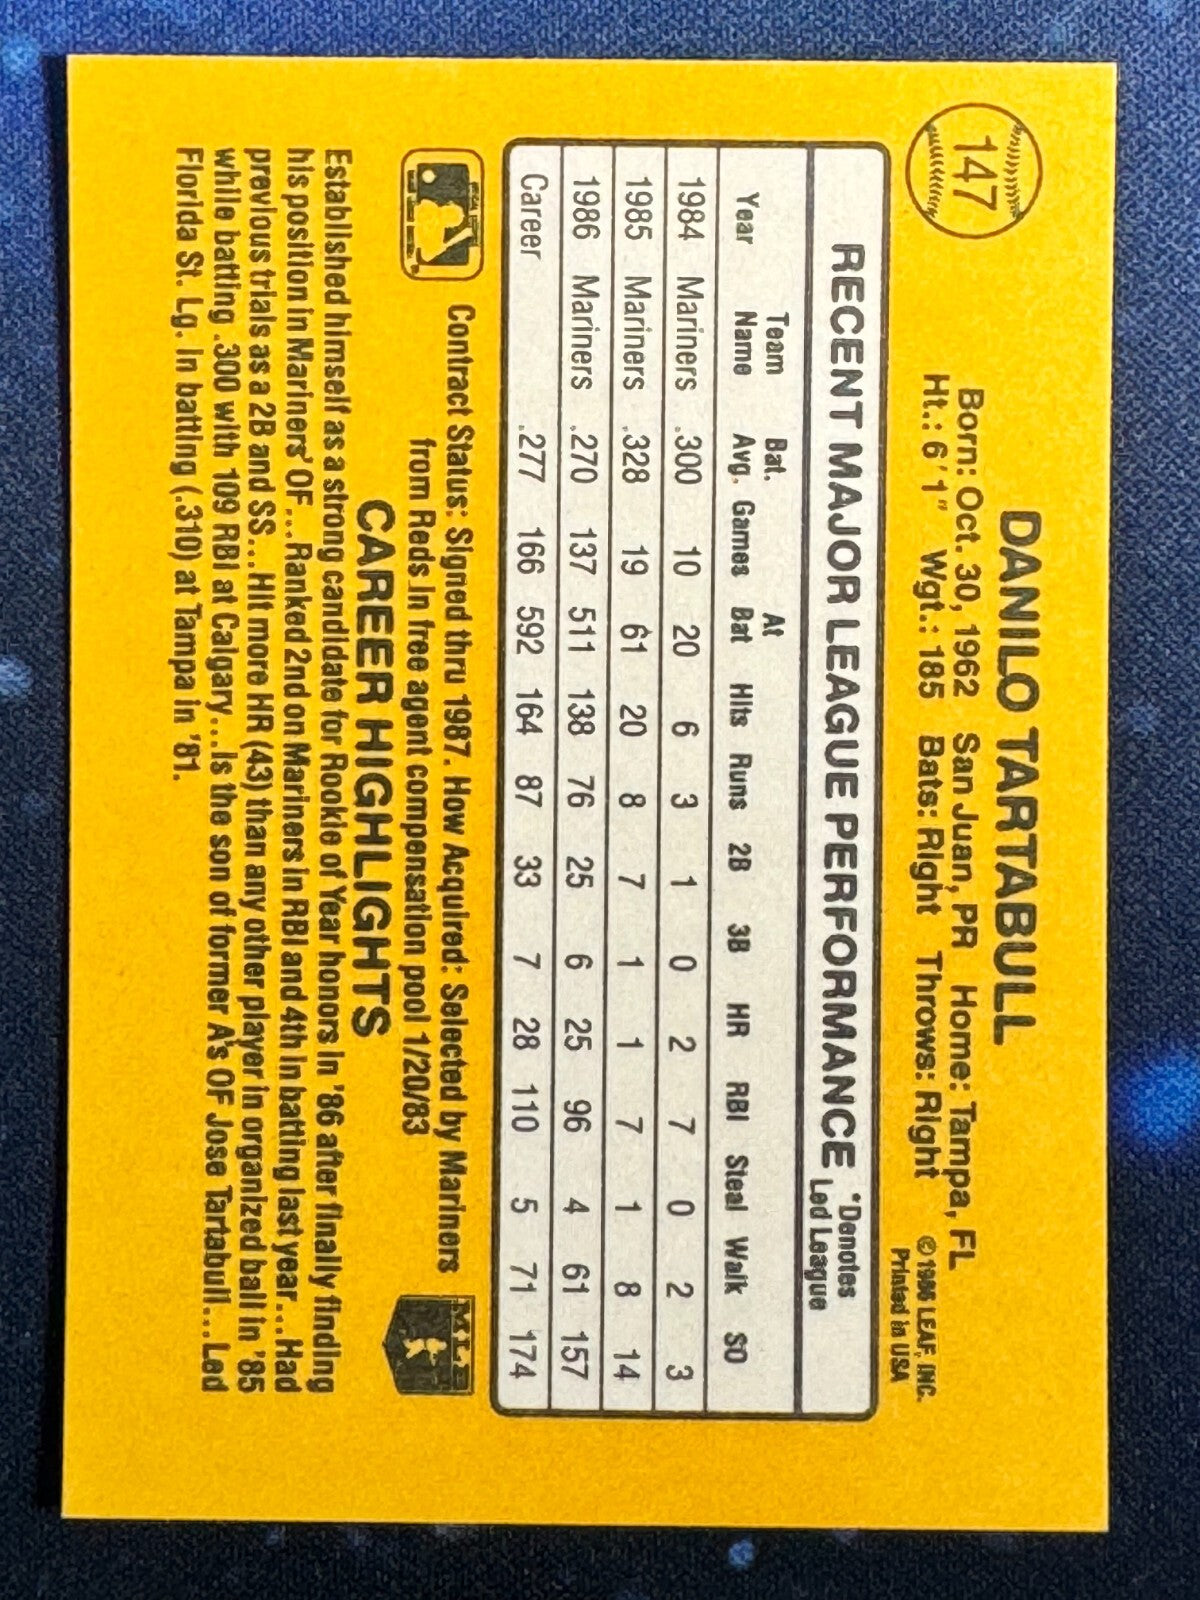 147
DANILO TARTABULL
Born: Oct. 30, 1962 San Juan, PR Home: Tampa, FL
Ht.: 6'1" Wgt.: 185 Bats: Right Throws: Right
© 1986 LEAF, INC.
Printed in USA
RECENT MAJOR LEAGUE PERFORMANCE *Denotes Led League
Year Team Name Bat. Avg. Games At Bat Hits Runs 2B 3B HR RBI Steal Walk SO
1984 Mariners .300 10 20 6 3 1 0 2 7 0 2 3
1985 Mariners .328 19 61 20 8 7 1 1 7 1 8 14
1986 Mariners .270 137 511 138 76 25 6 25 96 4 61 157
Career .277 166 592 164 87 33 7 28 110 5 71 174
Contract Status: Signed thru 1987. How Acquired: Selected by Mariners
from Reds in free agent compensation pool 1/20/83
MLBPA
CAREER HIGHLIGHTS
Established himself as a strong candidate for Rookie of Year honors in '86 after finally finding
his position in Mariners' OF...Ranked 2nd on Mariners in RBI and 4th in batting last year...Had
previous trials as a 2B and SS...Hit more HR (43) than any other player in organized ball in '85
while batting .300 with 109 RBI at Calgary...Is the son of former A's OF Jose Tartabull...Led
Florida St. Lg. in batting (.310) at Tampa in '81.